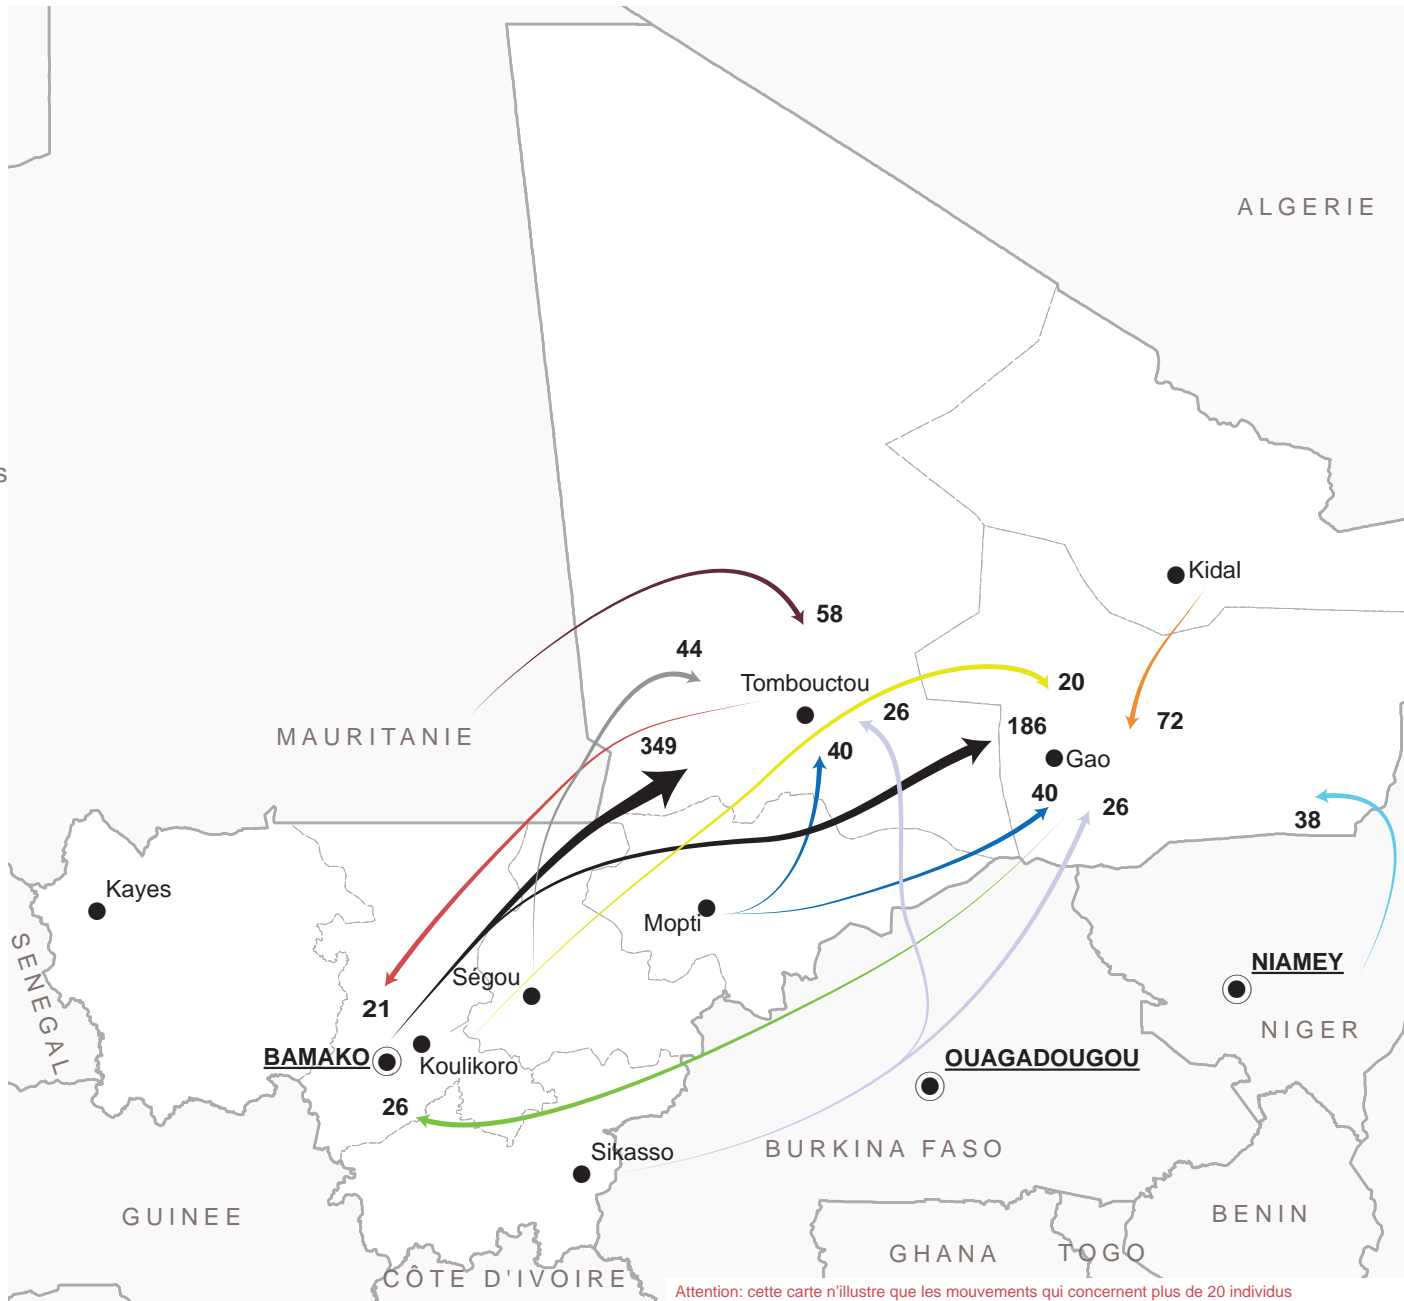 ALGERIE
s
Kidal
58
44
Tombouctou
20
26
186
72
MAURITANIE
349
40
Gao
40
26
38
Kayes
Mopti
SENEGAL
Ségou
NIAMEY
21
NIGER
BAMAKO
Koulikoro
OUAGADOUGOU
26
Sikasso
BURKINA FASO
GUINEE
BENIN
GHANA
TOGO
CÔTE D'IVOIRE
Attention: cette carte n’illustre que les mouvements qui concernent plus de 20 individus